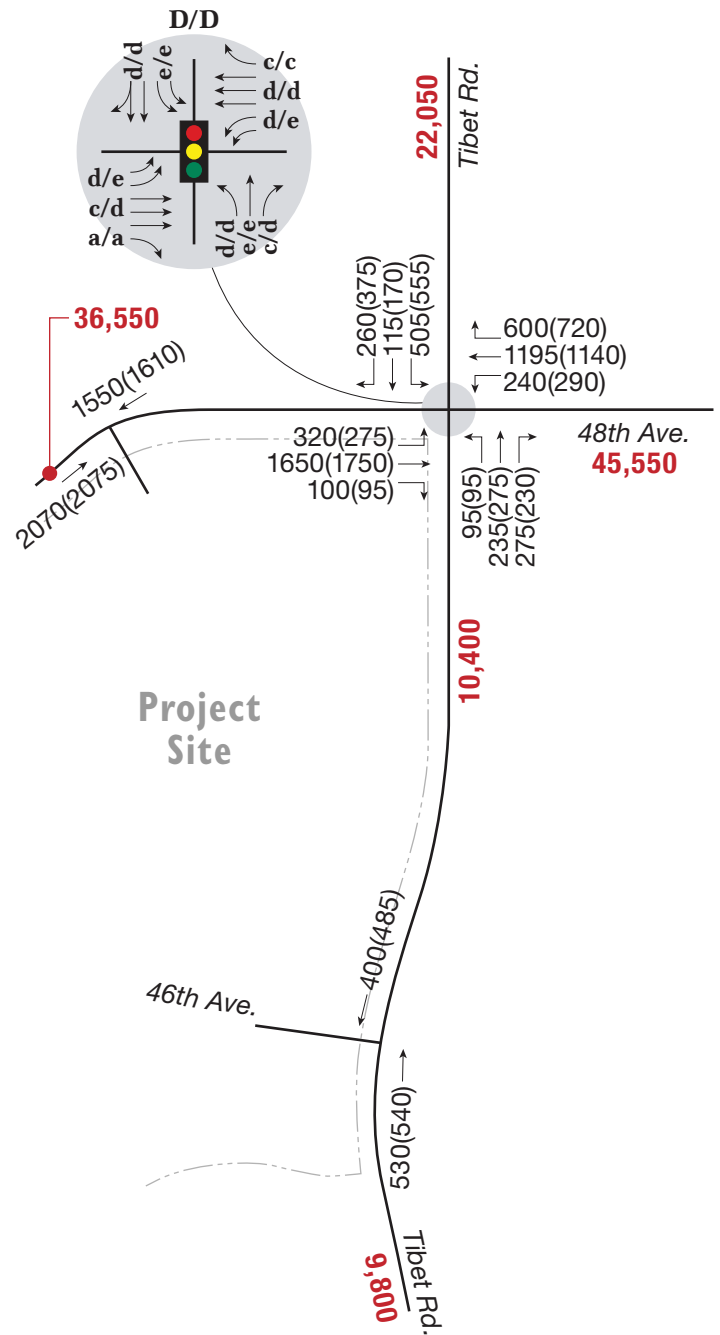 D/D
d/d
e/e
c/c
d/d
d/e
d/e
c/d
a/a
d/d
e/e
c/d
22,050
Tibet Rd.
36,550
1550(1610)
2070(2075)
260(375)
115(170)
505(555)
600(720)
1195(1140)
240(290)
320(275)
1650(1750)
100(95)
95(95)
235(275)
275(230)
48th Ave.
45,550
10,400
Project
Site
400(485)
46th Ave.
530(540)
9,800
Tibet Rd.